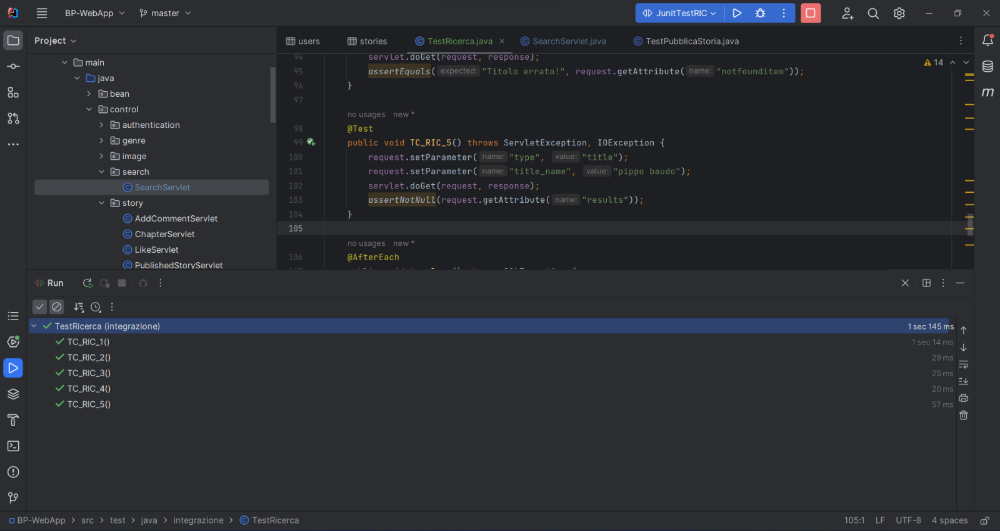 BP-WebApp master JunitTestRIC
Project
users stories TestRicerca.java SearchServlet.java TestPubblicaStoria.java
main
java
bean
control
authentication
genre
image
search
SearchServlet
story
AddCommentServlet
ChapterServlet
LikeServlet
PublishedStoryServlet
14
94 servlet.doGet(request, response);
95 assertEquals( expected: "Titolo errato!", request.getAttribute( name: "notfounditem"));
96 }
97
no usages new *
98 @Test
99 public void TC_RIC_5() throws ServletException, IOException {
100 request.setParameter( name: "type", value: "title");
101 request.setParameter( name: "title_name", value: "pippo baudo");
102 servlet.doGet(request, response);
103 assertNotNull(request.getAttribute( name: "results"));
104 }
105
no usages new *
106 @AfterEach
Run
TestRicerca (integrazione) 1 sec 145 ms
TC_RIC_1() 1 sec 14 ms
TC_RIC_2() 29 ms
TC_RIC_3() 25 ms
TC_RIC_4() 20 ms
TC_RIC_5() 57 ms
BP-WebApp > src > test > java > integrazione > TestRicerca 105:1 LF UTF-8 4 spaces